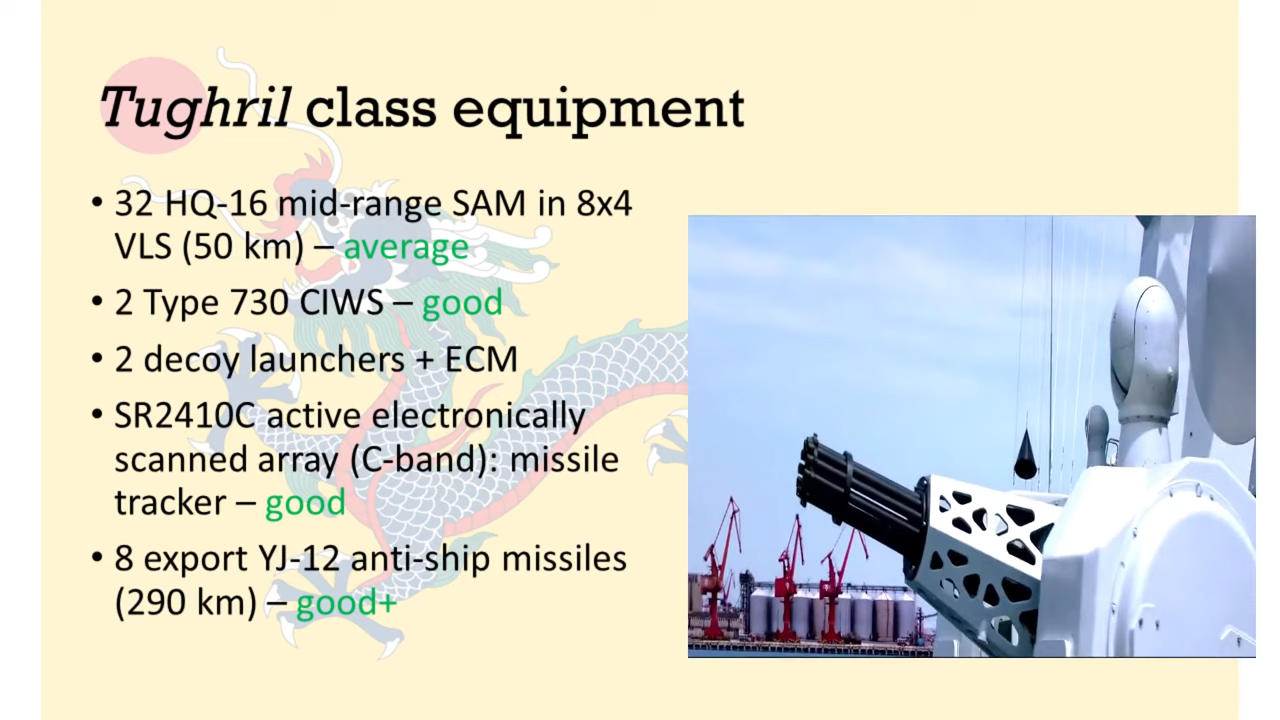 Tughril class equipment
• 32 HQ-16 mid-range SAM in 8x4
VLS (50 km) – average
• 2 Type 730 CIWS – good
• 2 decoy launchers + ECM
• SR2410C active electronically
scanned array (C-band): missile
tracker – good
• 8 export YJ-12 anti-ship missiles
(290 km) – good+